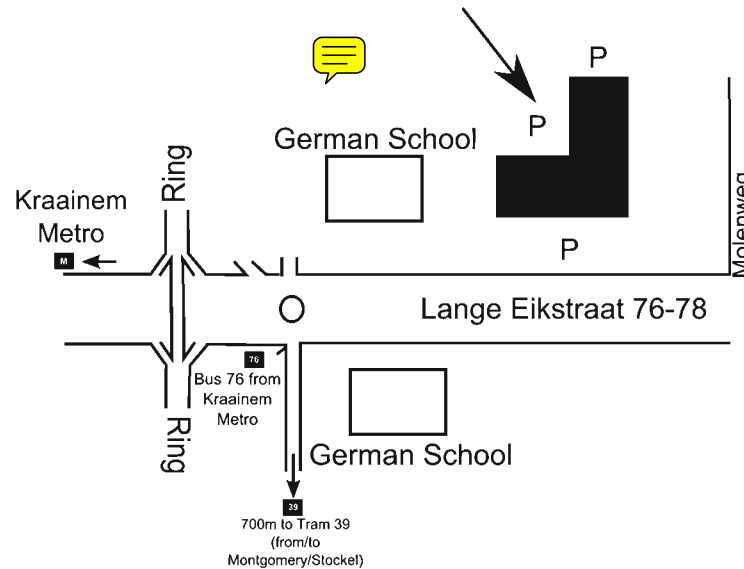 P
P
German School
Ring
Kraainem
Metro
Molenweg
P
M
Lange Eikstraat 76-78
76
Bus 76 from
Kraainem
Metro
Ring
German School
39
700m to Tram 39
(from/to
Montgomery/Stockel)